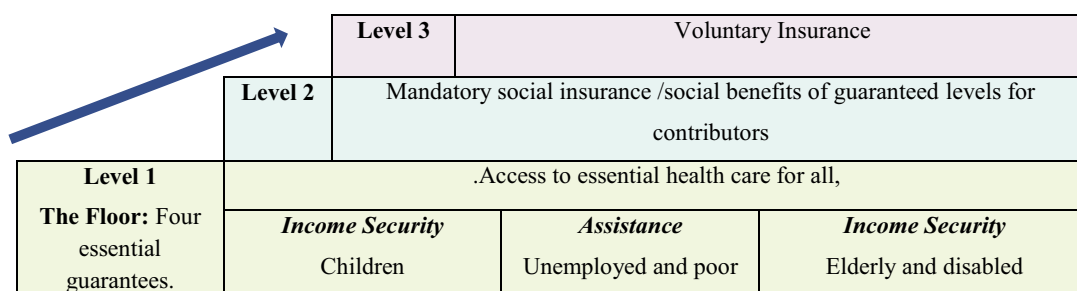 Level 3
Voluntary Insurance
Level 2
Mandatory social insurance /social benefits of guaranteed levels for
contributors
Level 1
The Floor: Four
essential
guarantees.
.Access to essential health care for all,
Income Security
Children
Assistance
Unemployed and poor
Income Security
Elderly and disabled